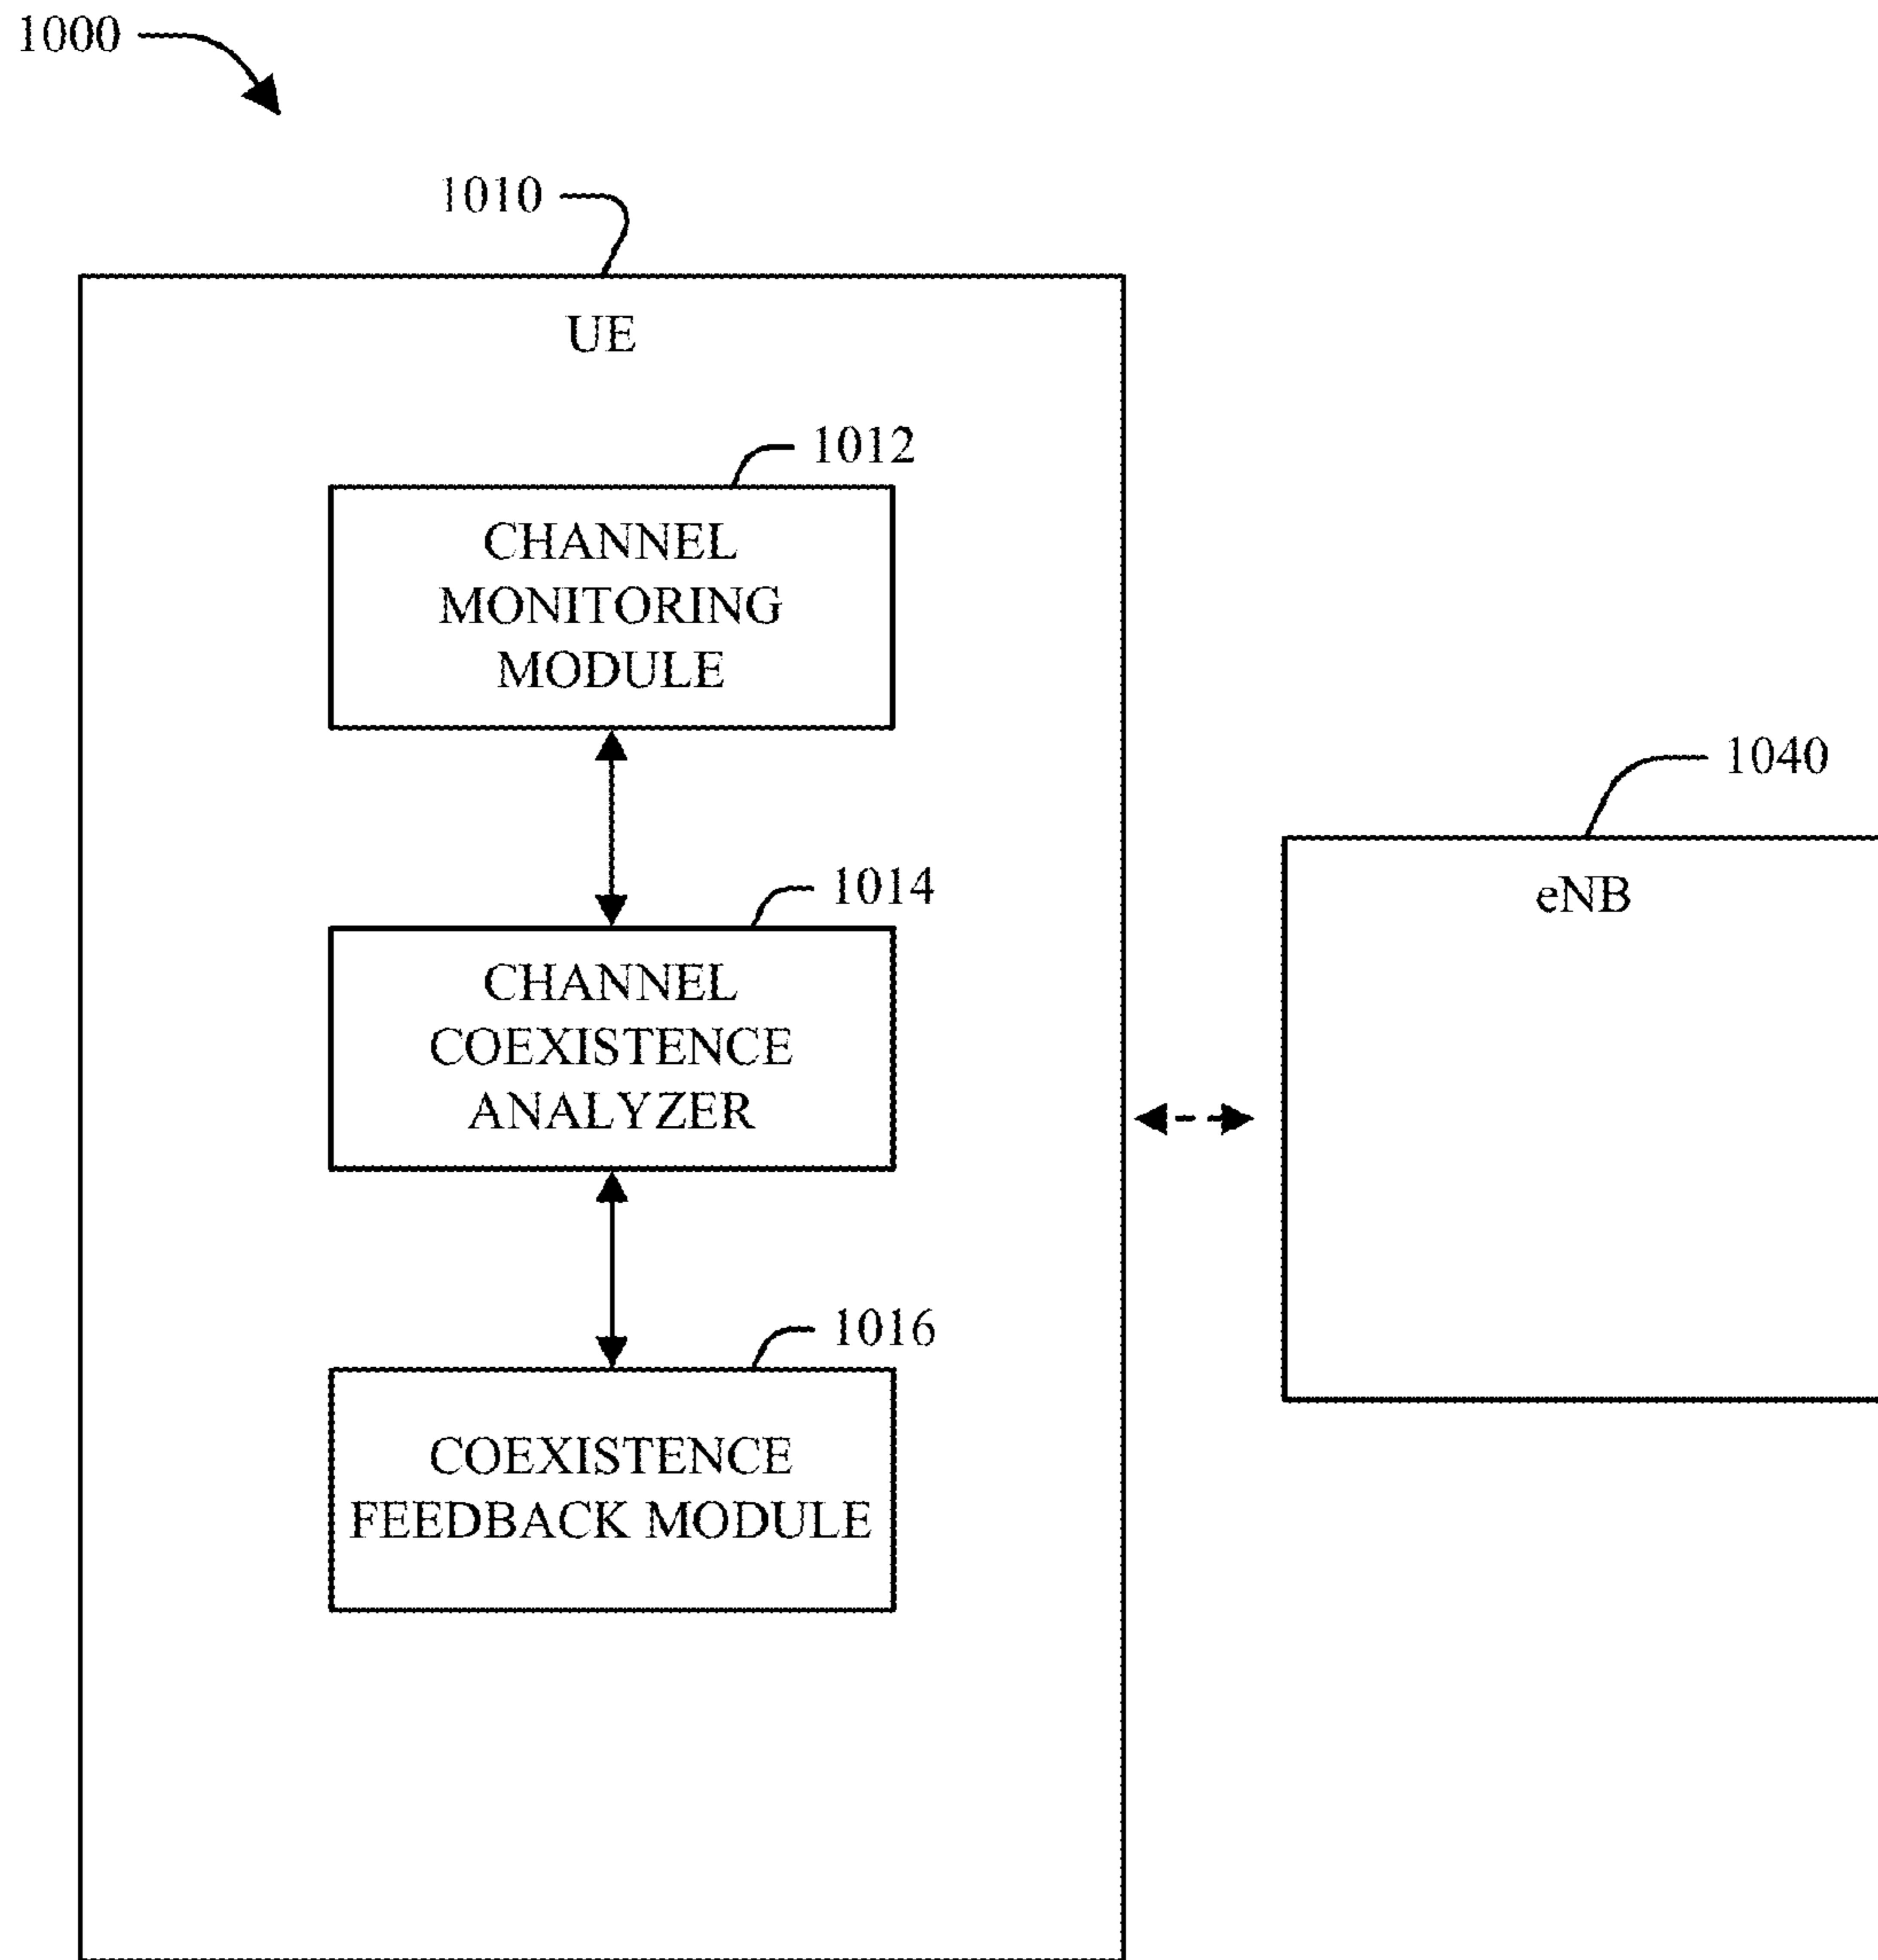 1000
1010
UE
1012
CHANNEL
MONITORING
MODULE
1040
1014
eNB
CHANNEL
COEXISTENCE
ANALYZER
1016
COEXISTENCE
FEEDBACK MODULE